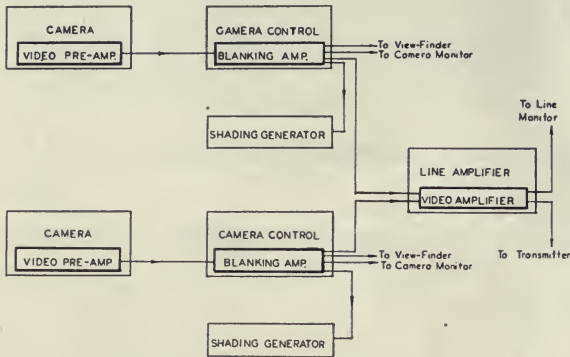 CAMERA
VIDEO PRE-AMP.
CAMERA CONTROL
BLANKING AMP.
To View-Finder
To Camera Monitor
SHADING GENERATOR
To Line
Monitor
LINE AMPLIFIER
VIDEO AMPLIFIER
To Transmitter
CAMERA
VIDEO PRE-AMP
CAMERA CONTROL
BLANKING AMP.
To View-Finder
To Camera Monitor
SHADING GENERATOR